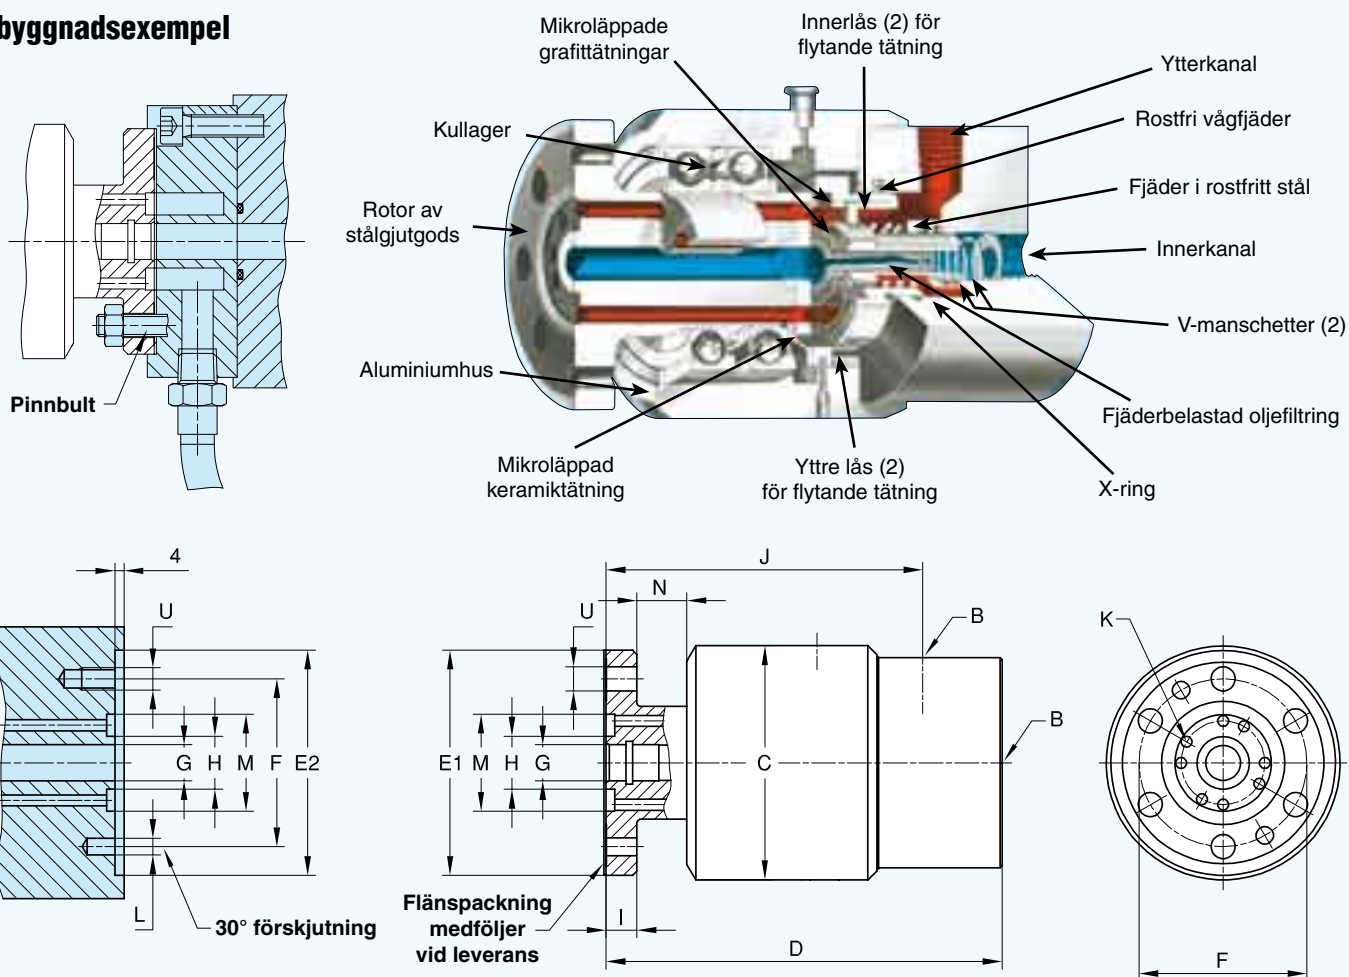 byggnadsexempel
Mikroläppade
grafittätningar
Innerlås (2) för
flytande tätning
Ytterkanal
Kullager
Rostfri vågfjäder
Fjäder i rostfritt stål
Rotor av
stålgjutgods
Innerkanal
V-manschetter (2)
Aluminiumhus
Pinnbult
Fjäderbelastad oljefiltring
Mikroläppad
keramiktätning
Yttre lås (2)
för flytande tätning
X-ring
4
U
G H M F E2
L
30° förskjutning
J
N
U
B
B
E1 M H G
C
I
D
Flänspackning
medföljer
vid leverans
K
F